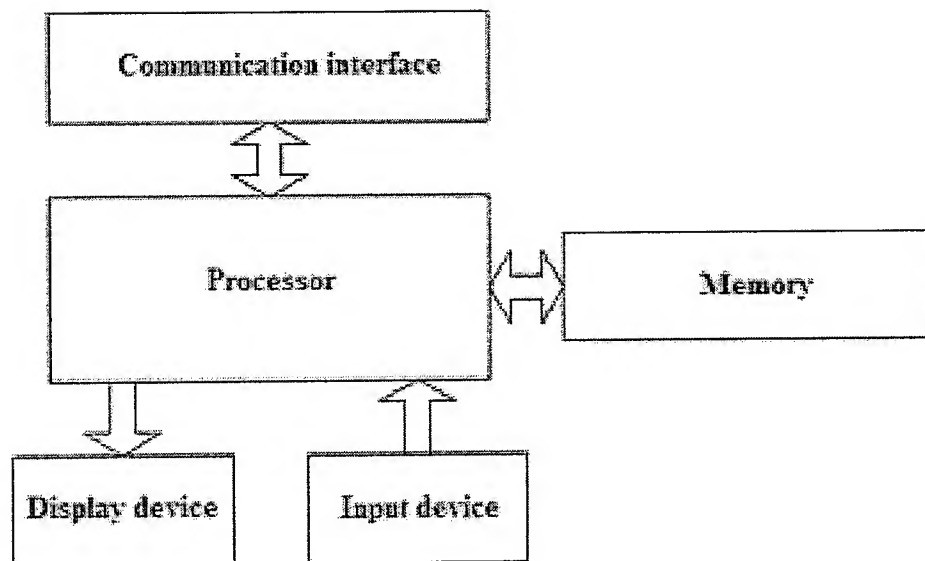 Communication interface
Processor
Memory
Display device
Input device